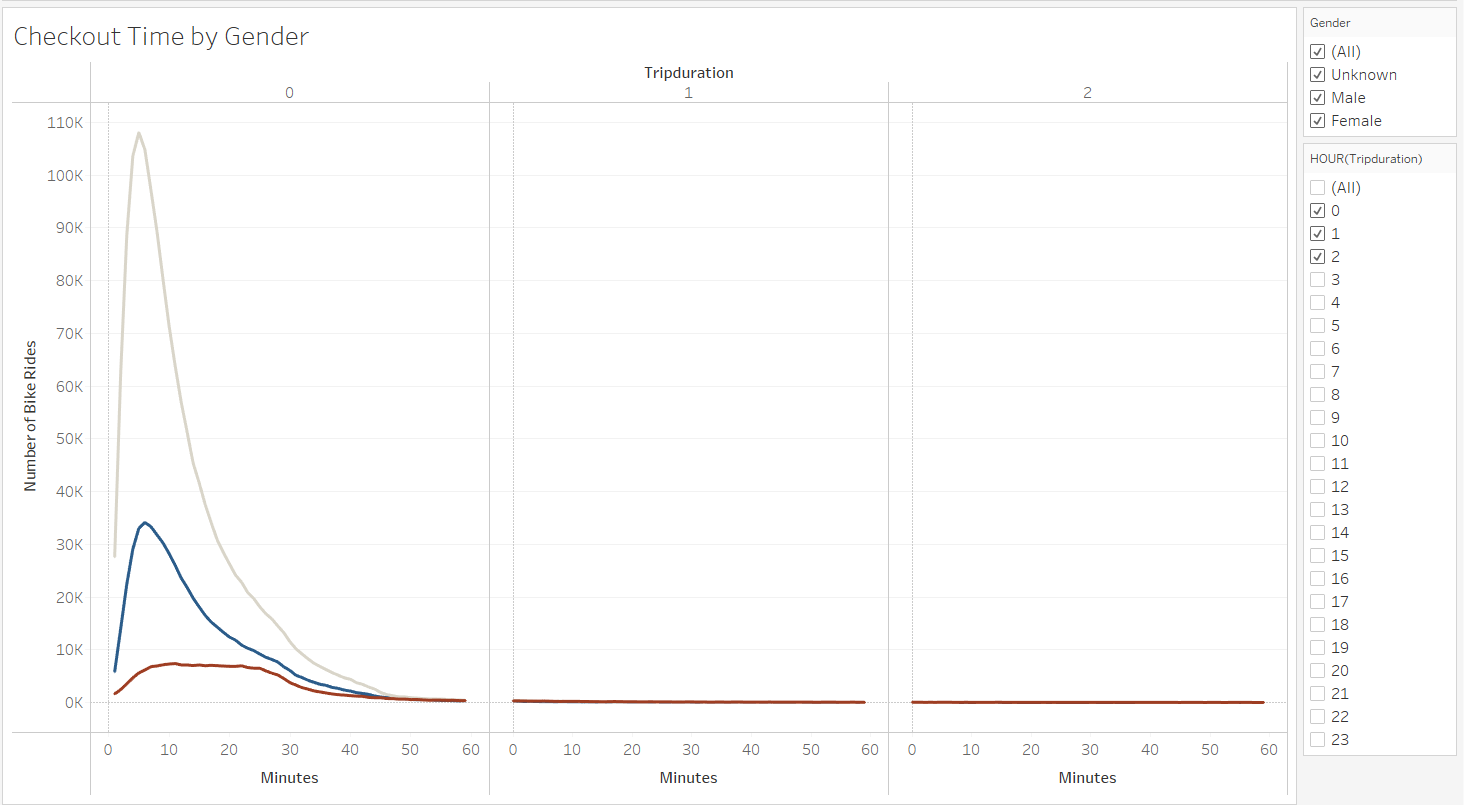 Checkout Time by Gender
Tripduration
0 1 2
110K
100K
90K
80K
70K
60K
50K
40K
30K
20K
10K
0K
Number of Bike Rides
0 10 20 30 40 50 60 0 10 20 30 40 50 60 0 10 20 30 40 50 60
Minutes Minutes Minutes
Gender
(All)
Unknown
Male
Female
HOUR(Tripduration)
(All)
0
1
2
3
4
5
6
7
8
9
10
11
12
13
14
15
16
17
18
19
20
21
22
23